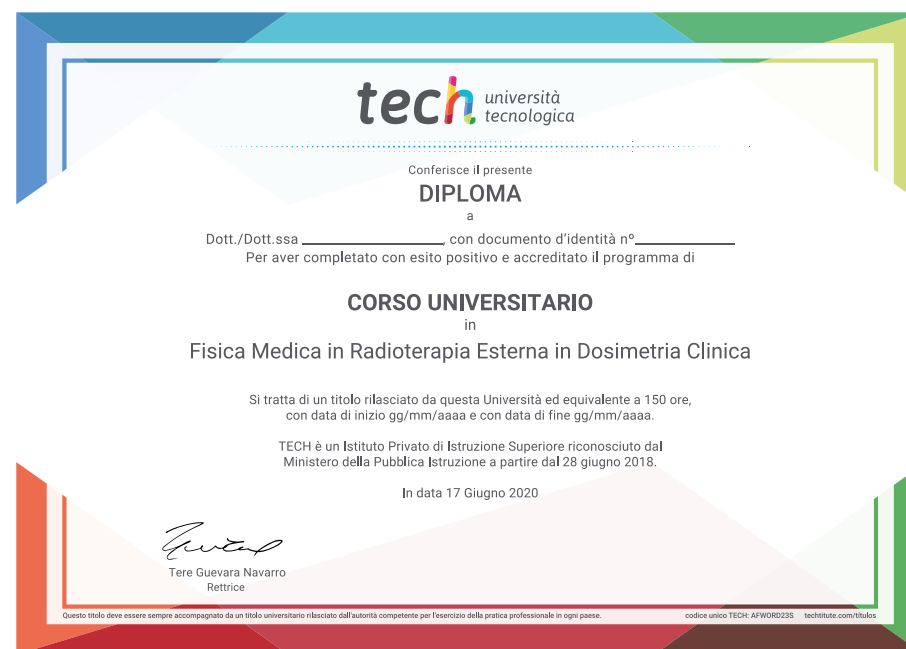 tech università
tecnologica
Conferisce il presente
DIPLOMA
a
Dott./Dott.ssa ____________________, con documento d'identità nº______________
Per aver completato con esito positivo e accreditato il programma di
CORSO UNIVERSITARIO
in
Fisica Medica in Radioterapia Esterna in Dosimetria Clinica
Si tratta di un titolo rilasciato da questa Università ed equivalente a 150 ore,
con data di inizio gg/mm/aaaa e con data di fine gg/mm/aaaa.
TECH è un Istituto Privato di Istruzione Superiore riconosciuto dal
Ministero della Pubblica Istruzione a partire dal 28 giugno 2018.
In data 17 Giugno 2020
Tere Guevara Navarro
Rettrice
Questo titolo deve essere sempre accompagnato da un titolo universitario rilasciato dall'autorità competente per l'esercizio della pratica professionale in ogni paese. codice unico TECH: AFWORD23S techtitute.com/titulos